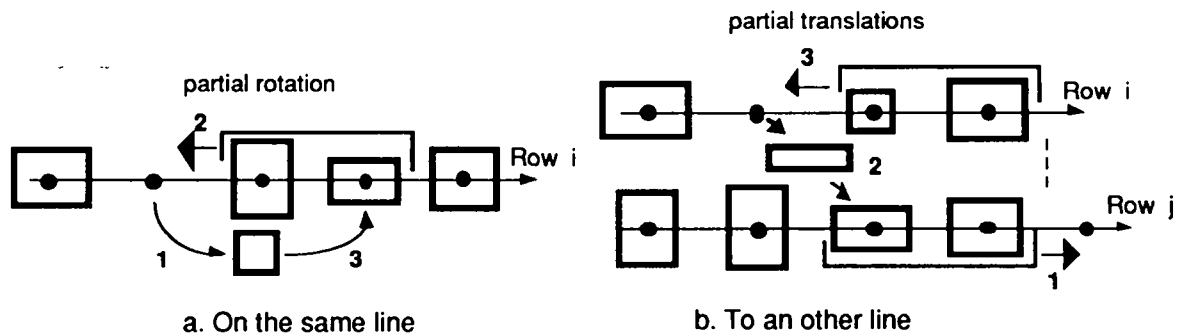 partial rotation
2
Row i
1
3
a. On the same line
partial translations
3
Row i
2
Row j
1
b. To an other line